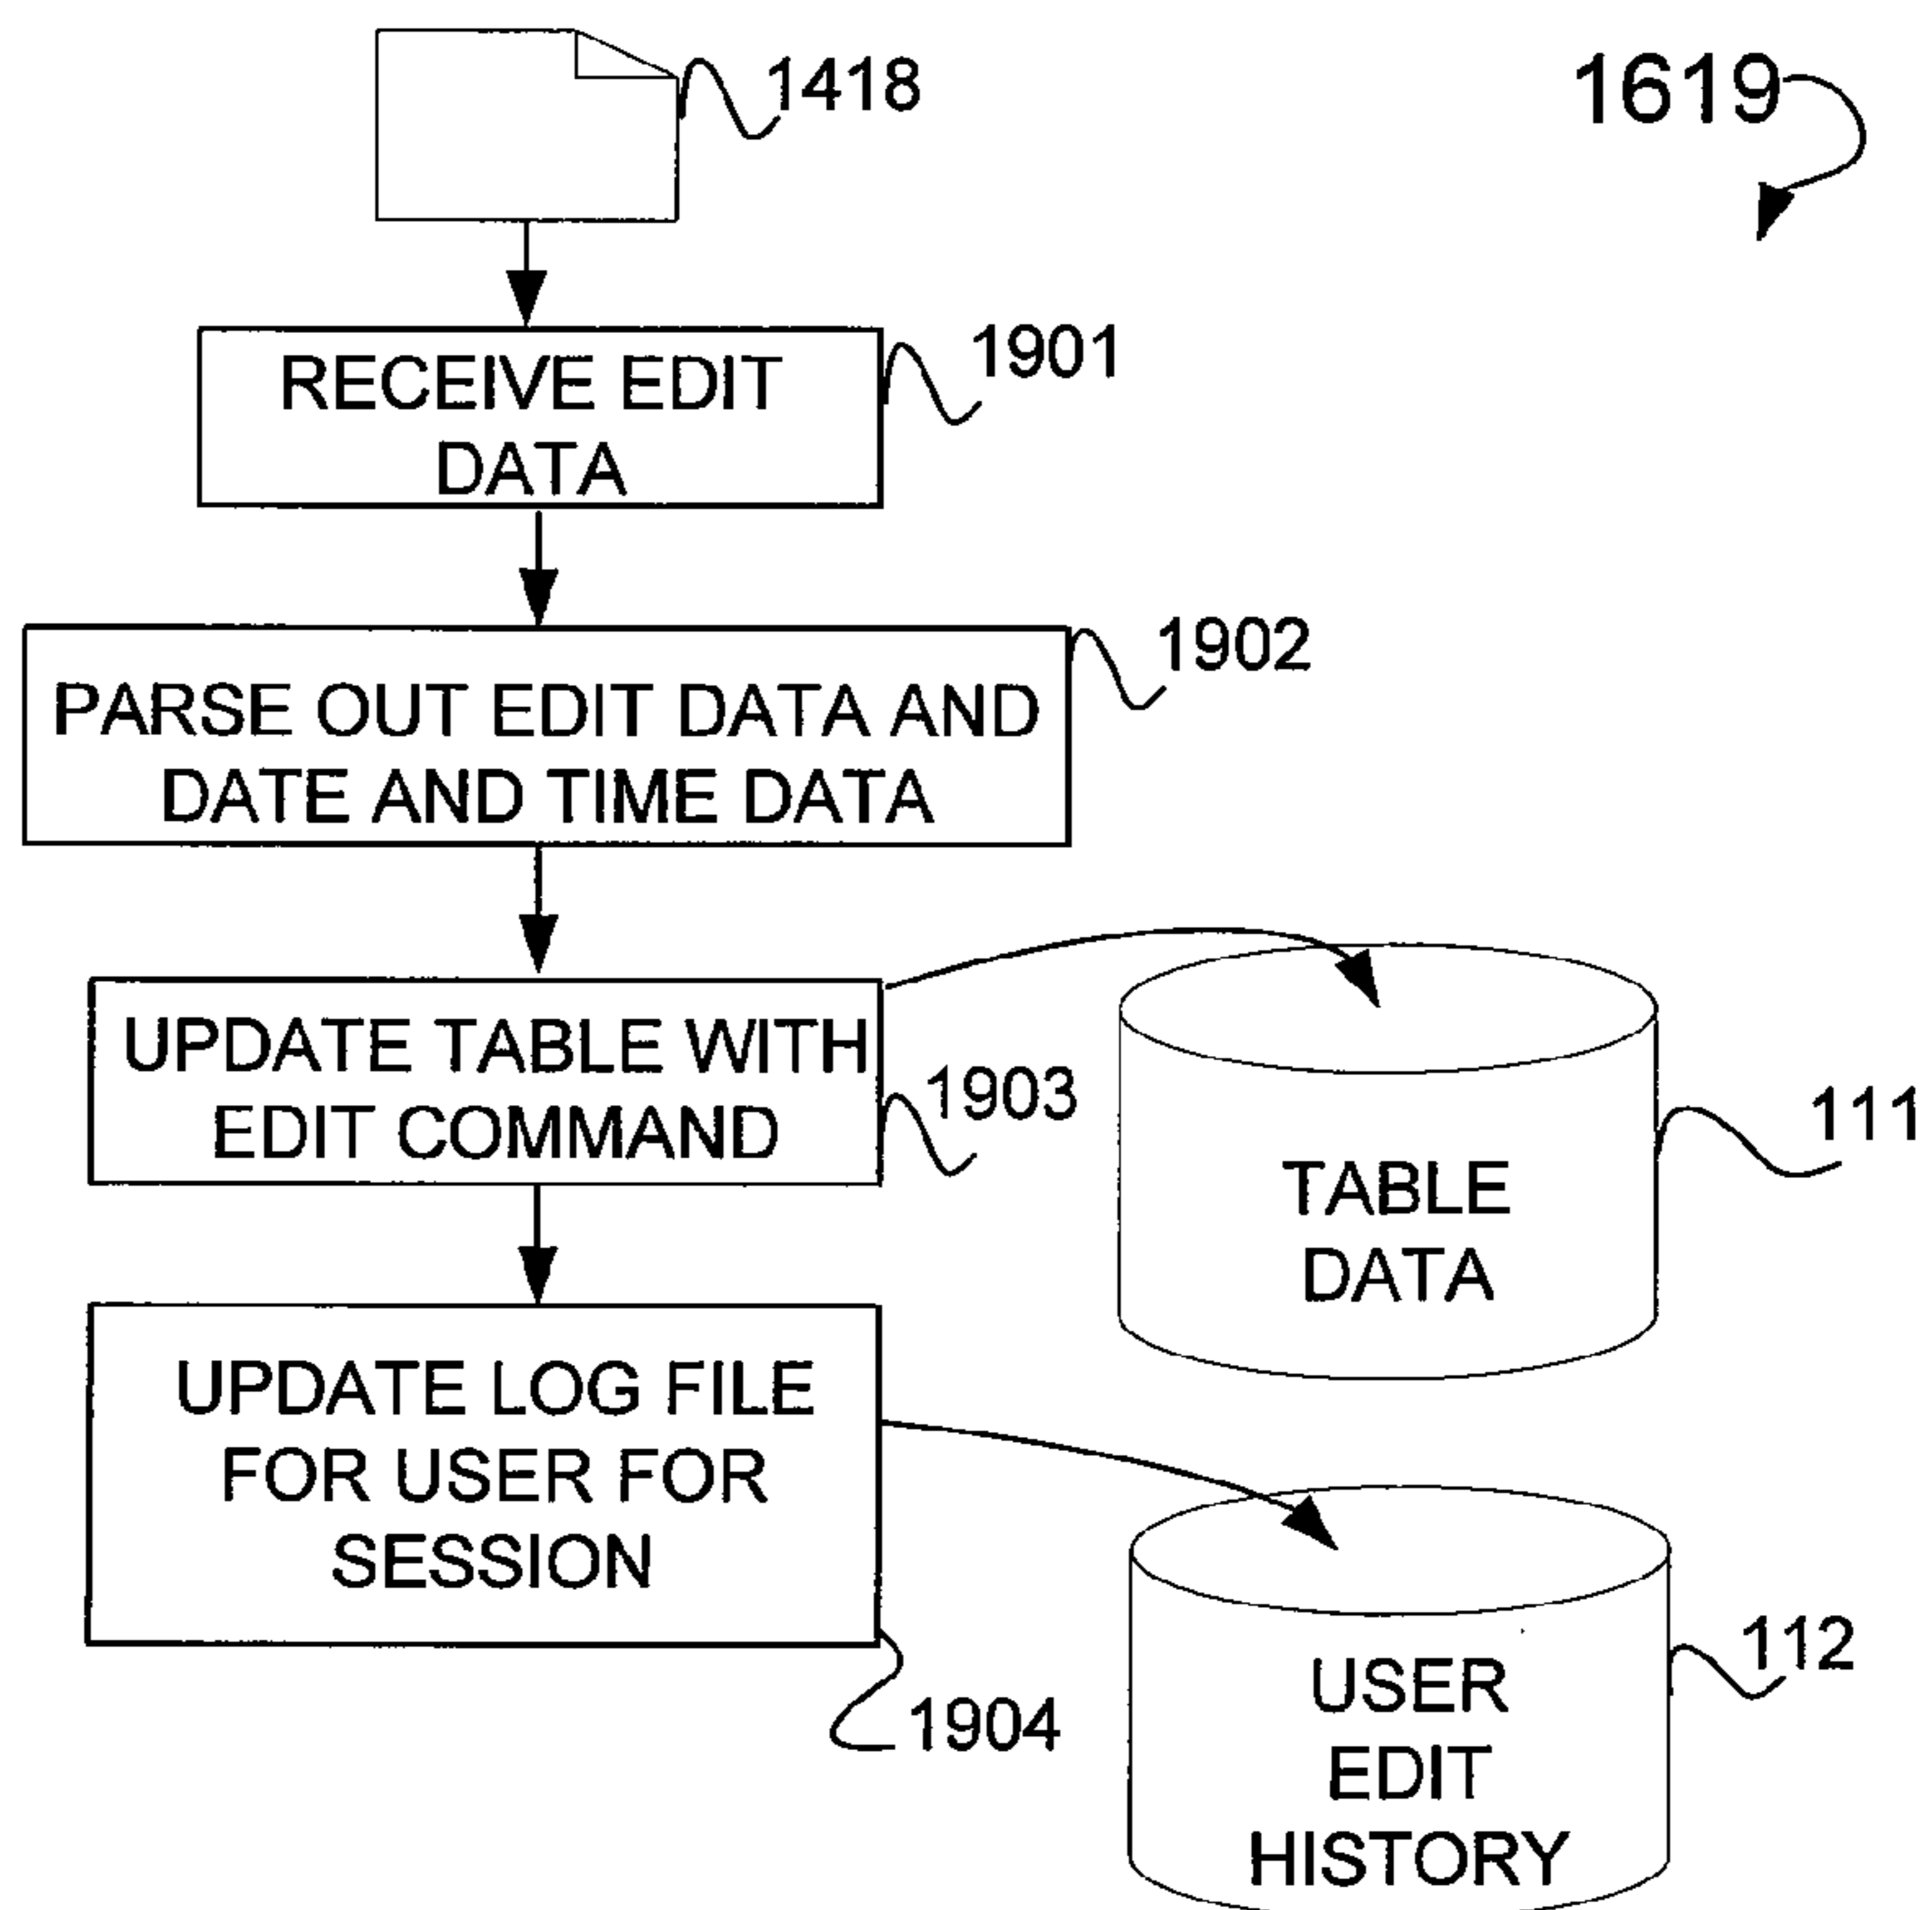 1418
1619
RECEIVE EDIT
DATA
1901
PARSE OUT EDIT DATA AND
DATE AND TIME DATA
1902
UPDATE TABLE WITH
EDIT COMMAND
1903
TABLE
DATA
111
UPDATE LOG FILE
FOR USER FOR
SESSION
1904
USER
EDIT
HISTORY
112